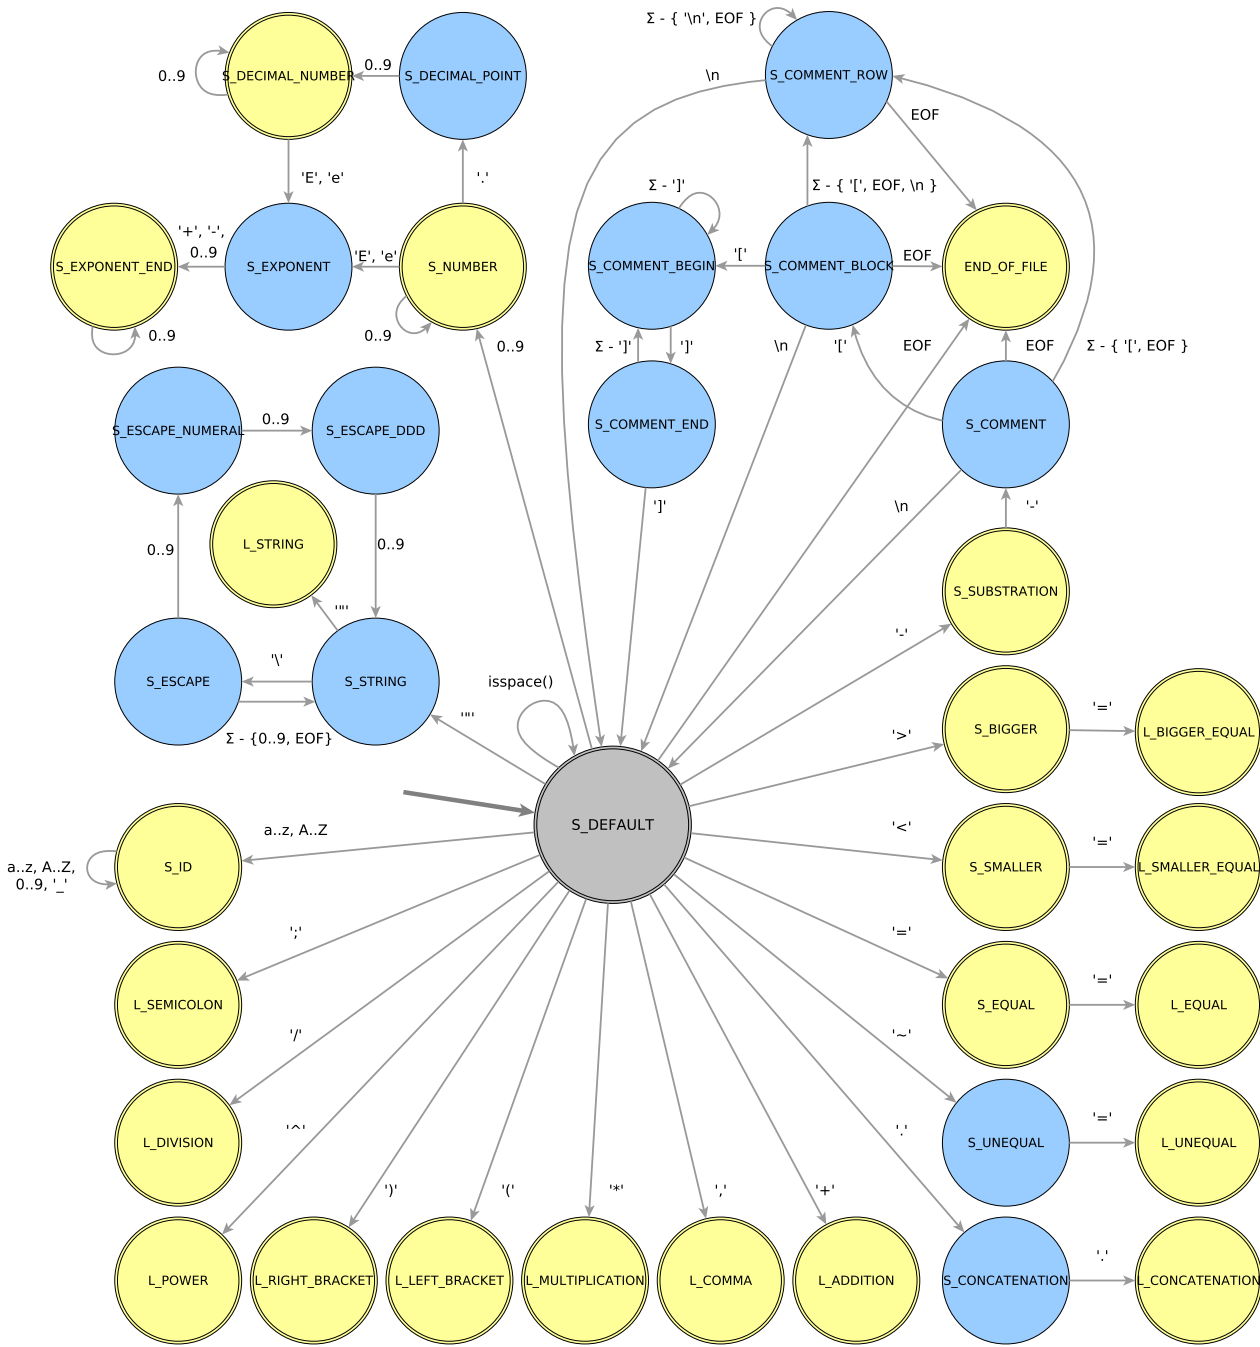 Σ - { '\n', EOF }
0..9
S_DECIMAL_NUMBER
0..9
S_DECIMAL_POINT
\n
S_COMMENT_ROW
EOF
'E', 'e'
'.'
Σ - ']'
Σ - { '[', EOF, \n }
'+', '-',
0..9
S_EXPONENT_END
S_EXPONENT
'E', 'e'
S_NUMBER
S_COMMENT_BEGIN
'['
S_COMMENT_BLOCK
EOF
END_OF_FILE
0..9
0..9
0..9
Σ - ']'
']'
\n
'['
EOF
EOF
Σ - { '[', EOF }
S_ESCAPE_NUMERAL
0..9
S_ESCAPE_DDD
S_COMMENT_END
S_COMMENT
L_STRING
0..9
0..9
']'
\n
'-'
S_SUBSTRATION
'"'
'-'
S_ESCAPE
'\'
S_STRING
isspace()
'"'
Σ - {0..9, EOF}
'>'
S_BIGGER
'='
L_BIGGER_EQUAL
S_DEFAULT
a..z, A..Z
'<'
'='
a..z, A..Z,
0..9, '_'
S_ID
S_SMALLER
L_SMALLER_EQUAL
';'
'='
'='
L_SEMICOLON
S_EQUAL
L_EQUAL
'/'
'~'
'='
L_DIVISION
S_UNEQUAL
L_UNEQUAL
'^'
'.'
')'
'('
'*'
','
'+'
'.'
L_POWER
L_RIGHT_BRACKET
L_LEFT_BRACKET
L_MULTIPLICATION
L_COMMA
L_ADDITION
S_CONCATENATION
L_CONCATENATION